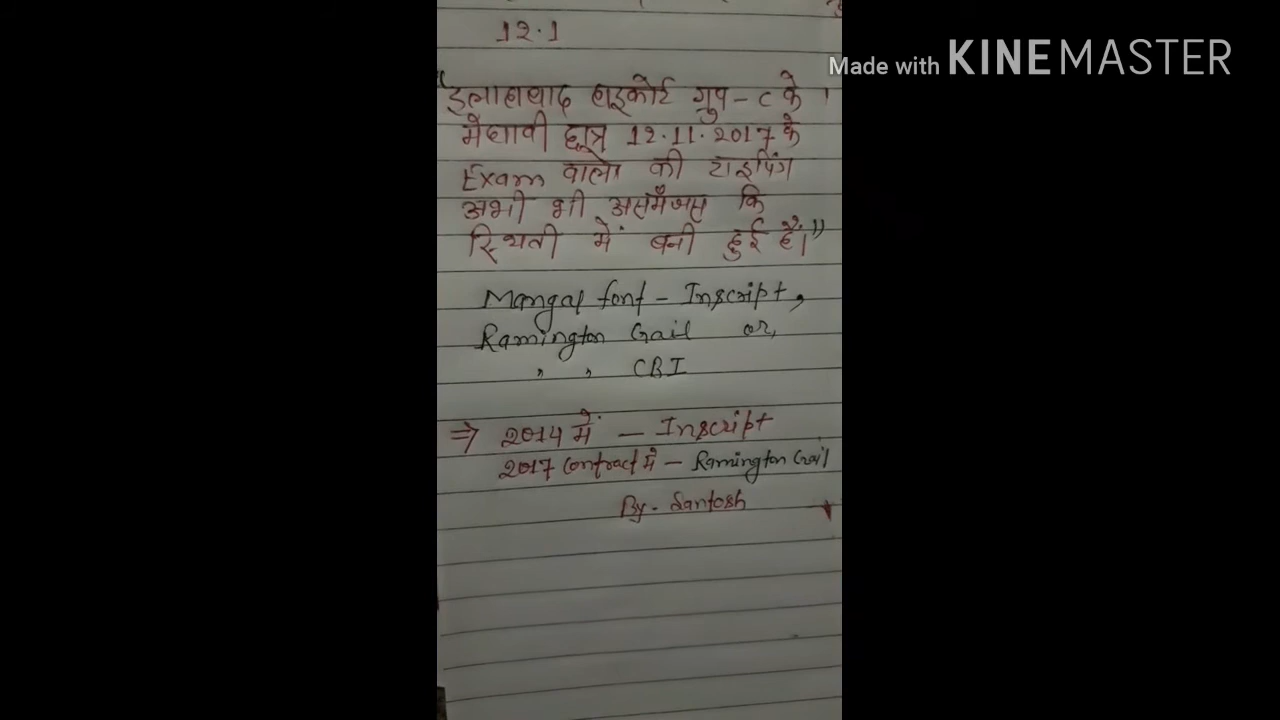 12.1
Made with KINEMASTER
"इलाहाबाद हाइकोर्ट ग्रुप - C के
मेधावी छात्र 12.11.2017 के
Exam वालो की टाइपिंग
अभी भी असमँजस कि
स्थिती में बनी हुई हैं।"
Mangal font - Inscript,
Ramington Gail or,
" " CBI
⇒ 2014 में - Inscript
2017 Contract मे - Ramington Gail
By - Santosh